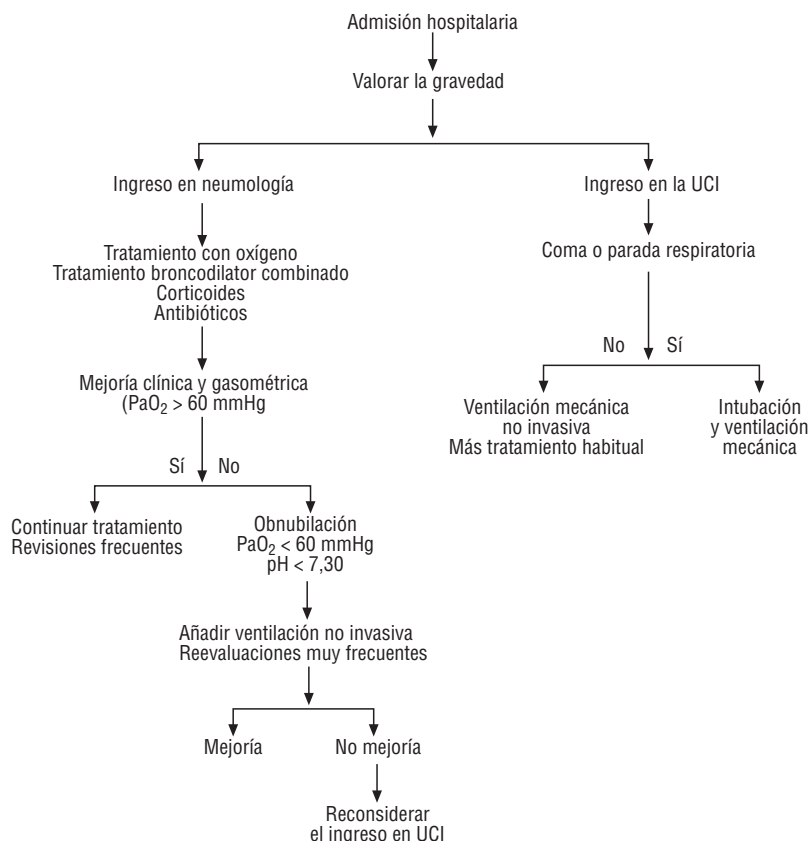 Admisión hospitalaria
Valorar la gravedad
Ingreso en neumología
Ingreso en la UCI
Tratamiento con oxígeno
Tratamiento broncodilator combinado
Corticoides
Antibióticos
Coma o parada respiratoria
No Sí
Mejoría clínica y gasométrica
(PaO2 > 60 mmHg
Ventilación mecánica
no invasiva
Más tratamiento habitual
Intubación
y ventilación
mecánica
Sí No
Continuar tratamiento
Revisiones frecuentes
Obnubilación
PaO2 < 60 mmHg
pH < 7,30
Añadir ventilación no invasiva
Reevaluaciones muy frecuentes
Mejoría
No mejoría
Reconsiderar
el ingreso en UCI